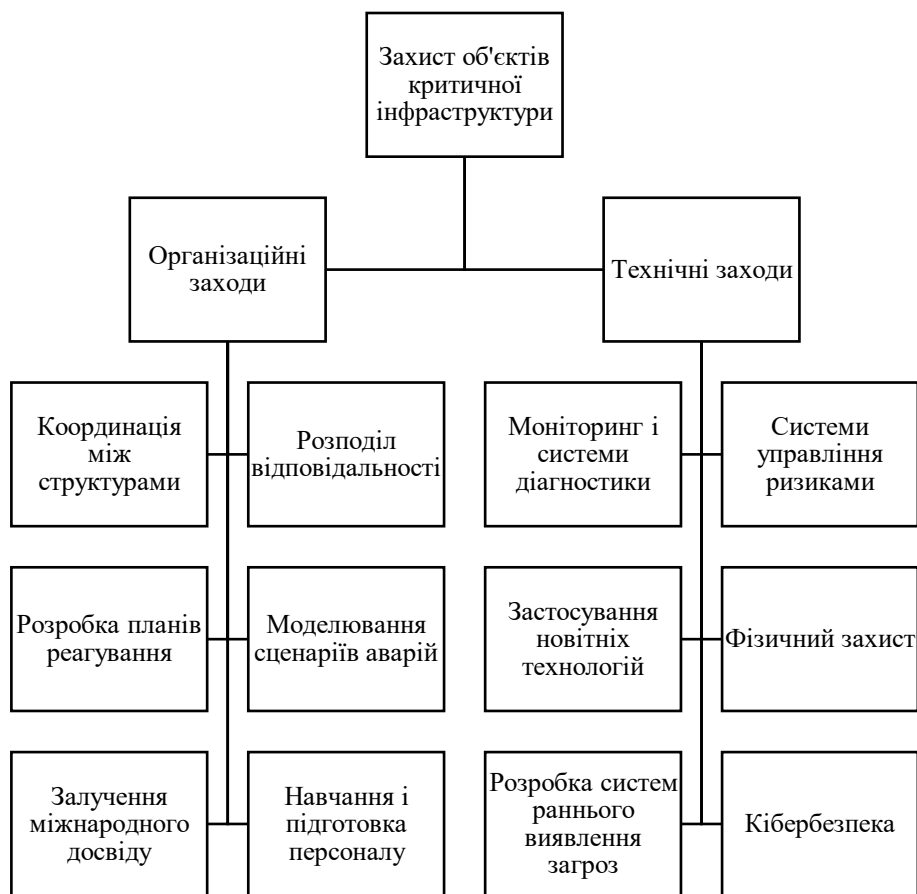 Захист об'єктів
критичної
інфраструктури
Організаційні
заходи
Технічні заходи
Координація
між
структурами
Розподіл
відповідальності
Моніторинг і
системи
діагностики
Системи
управління
ризиками
Розробка планів
реагування
Моделювання
сценаріїв аварій
Застосування
новітніх
технологій
Фізичний захист
Залучення
міжнародного
досвіду
Навчання і
підготовка
персоналу
Розробка систем
раннього
виявлення
загроз
Кібербезпека